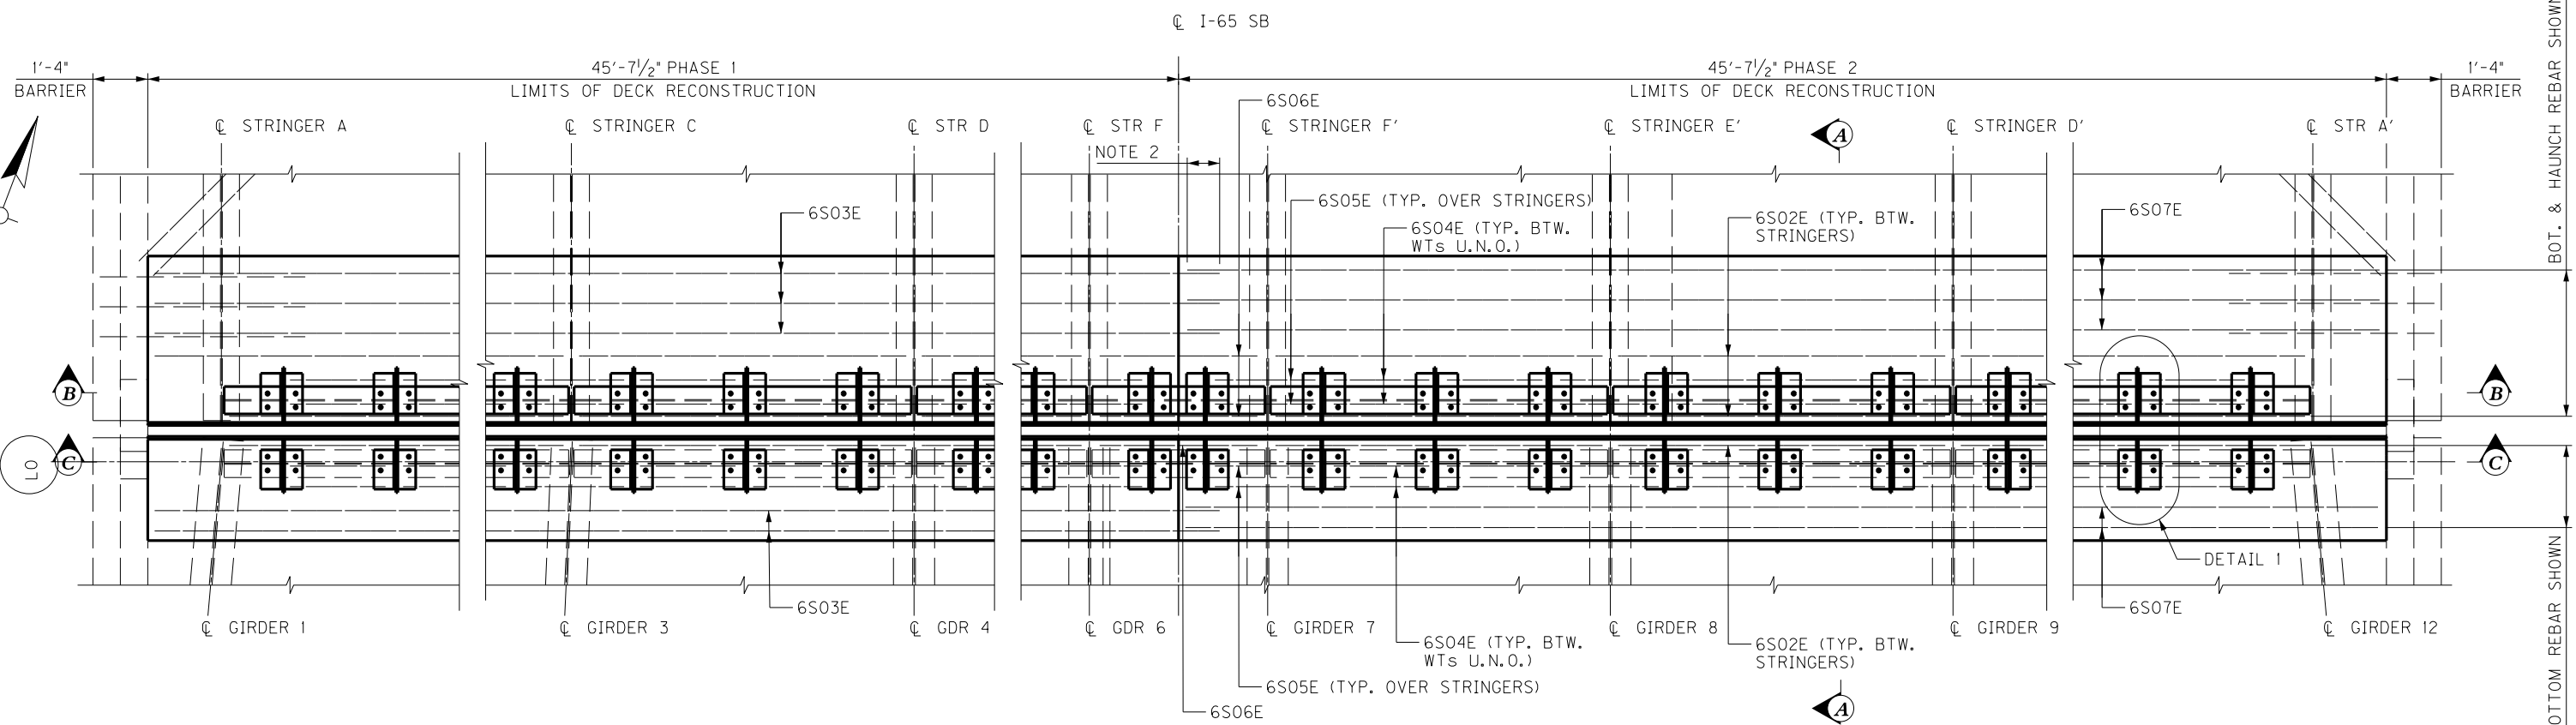 ℄ I-65 SB
1'-4"
BARRIER
45'-7½" PHASE 1
LIMITS OF DECK RECONSTRUCTION
45'-7½" PHASE 2
LIMITS OF DECK RECONSTRUCTION
1'-4"
BARRIER
6S06E
℄ STRINGER A
℄ STRINGER C
℄ STR D
℄ STR F
℄ STRINGER F'
℄ STRINGER E'
A
℄ STRINGER D'
℄ STR A'
NOTE 2
6S03E
6S05E (TYP. OVER STRINGERS)
6S04E (TYP. BTW.
WTs U.N.O.)
6S02E (TYP. BTW.
STRINGERS)
6S07E
BOT. & HAUNCH REBAR SHOWN
B
B
LO
C
C
DETAIL 1
6S03E
6S07E
℄ GIRDER 1
℄ GIRDER 3
℄ GDR 4
℄ GDR 6
℄ GIRDER 7
℄ GIRDER 8
℄ GIRDER 9
℄ GIRDER 12
6S04E (TYP. BTW.
WTs U.N.O.)
6S02E (TYP. BTW.
STRINGERS)
6S05E (TYP. OVER STRINGERS)
6S06E
A
OTTOM REBAR SHOWN